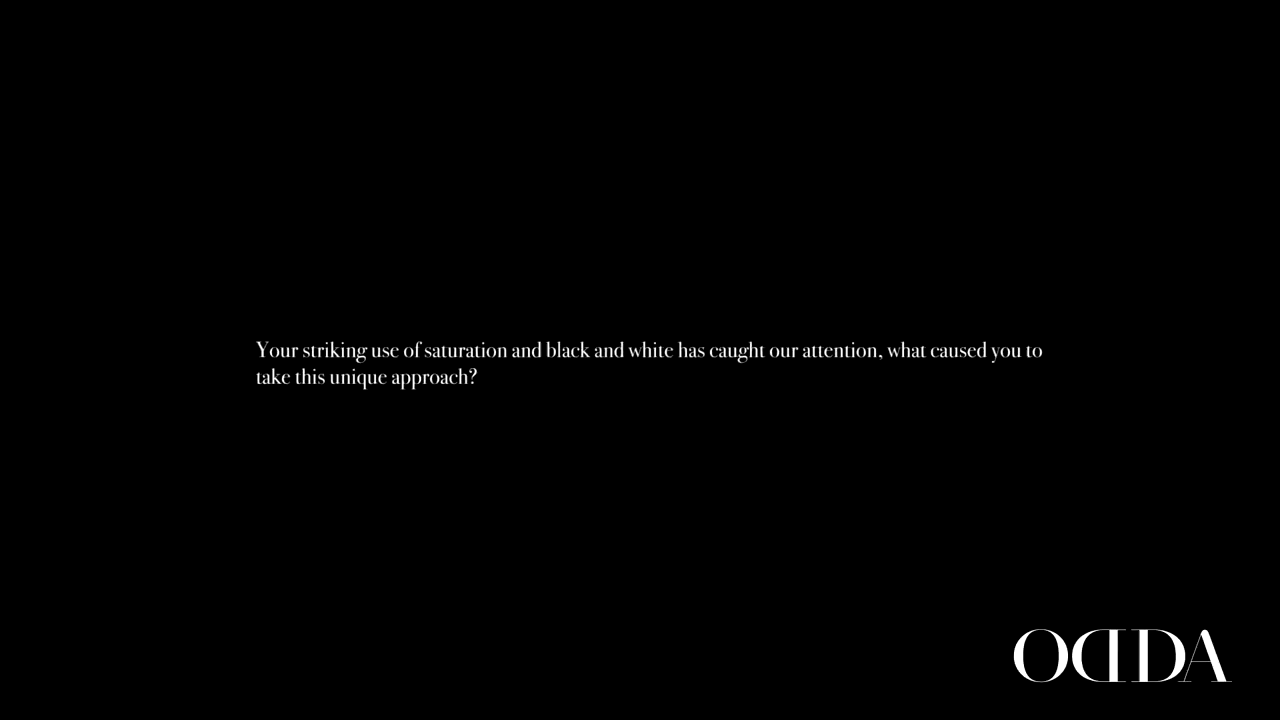 Your striking use of saturation and black and white has caught our attention, what caused you to
take this unique approach?
ODDA